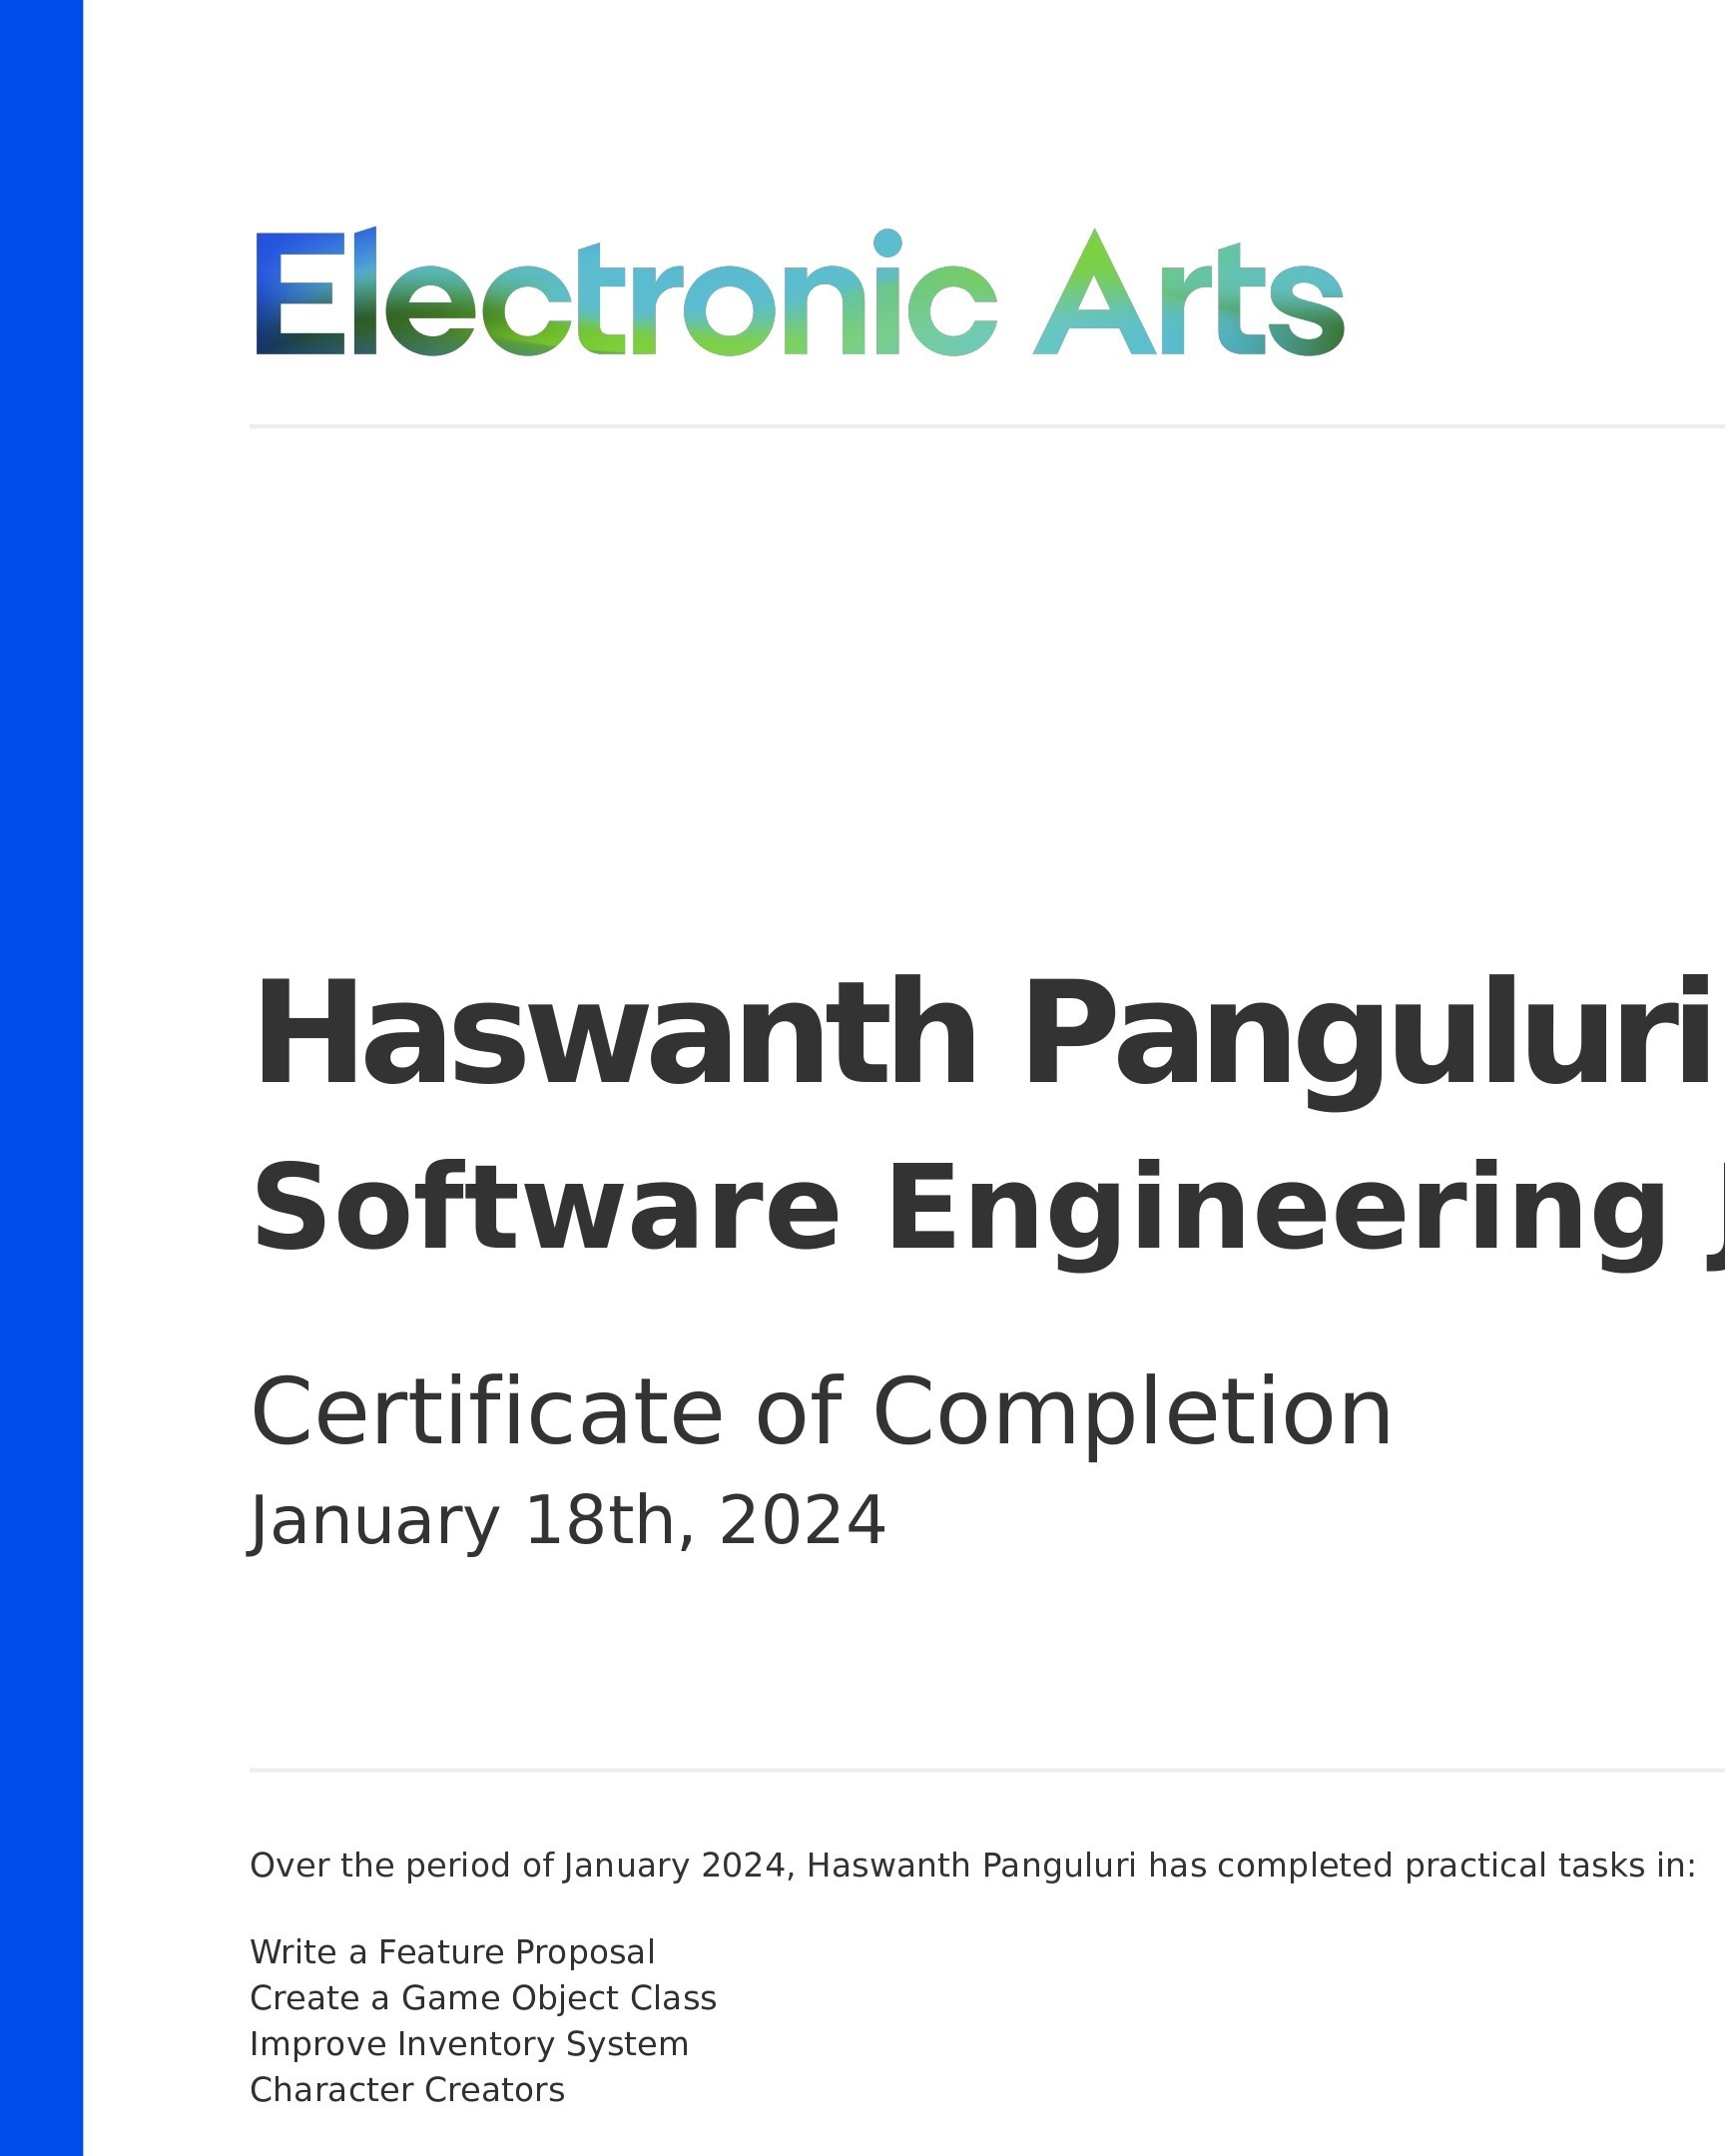 Electronic Arts
Haswanth Panguluri
Software Engineering
Certificate of Completion
January 18th, 2024
Over the period of January 2024, Haswanth Panguluri has completed practical tasks in:
Write a Feature Proposal
Create a Game Object Class
Improve Inventory System
Character Creators